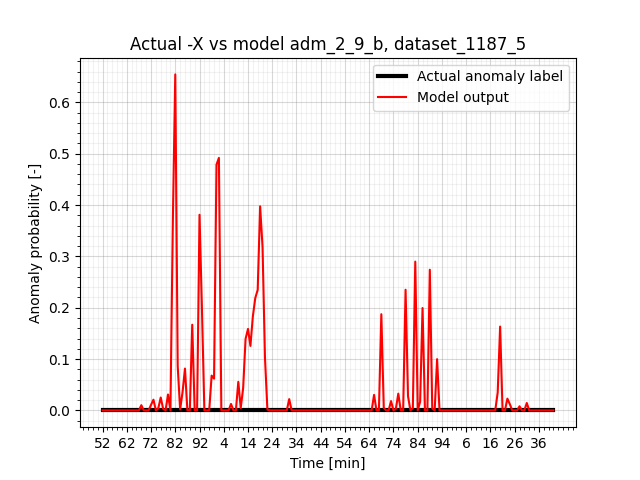 Actual -X vs model adm_2_9_b, dataset_1187_5
Actual anomaly label
Model output
Anomaly probability [-]
0.6
0.5
0.4
0.3
0.2
0.1
0.0
52 62 72 82 92 4 14 24 34 44 54 64 74 84 94 6 16 26 36
Time [min]